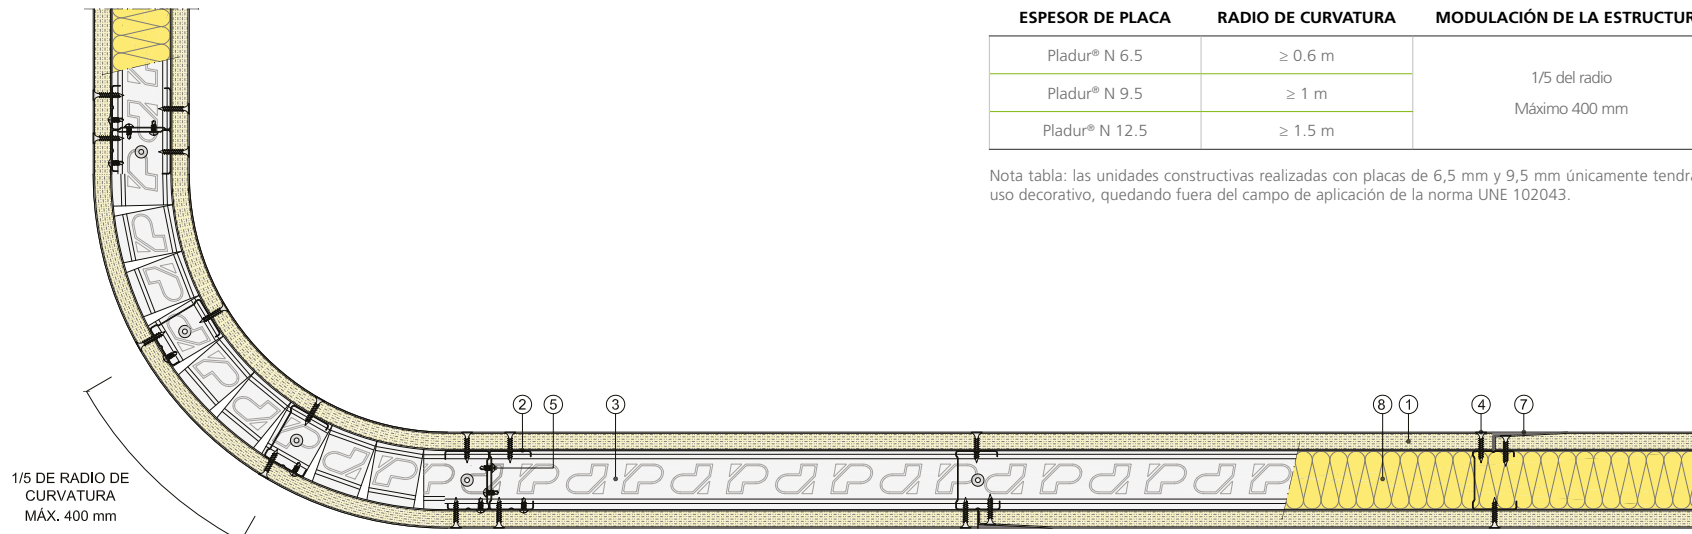 ESPESOR DE PLACA RADIO DE CURVATURA MODULACIÓN DE LA ESTRUCTUR
Pladur® N 6.5 ≥ 0.6 m
Pladur® N 9.5 ≥ 1 m
Pladur® N 12.5 ≥ 1.5 m
1/5 del radio
Máximo 400 mm
Nota tabla: las unidades constructivas realizadas con placas de 6,5 mm y 9,5 mm únicamente tendrá
uso decorativo, quedando fuera del campo de aplicación de la norma UNE 102043.
2 5 3 8 1 4 7
1/5 DE RADIO DE
CURVATURA
MÁX. 400 mm